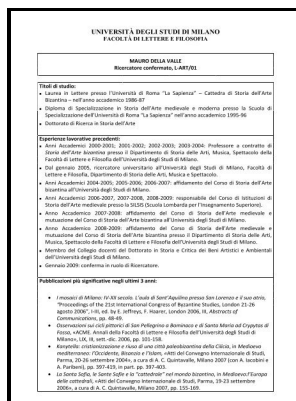 UNIVERSITÀ DEGLI STUDI DI MILANO
FACOLTÀ DI LETTERE E FILOSOFIA
MAURO DELLA VALLE
Ricercatore confermato, L-ART/01
Titoli di studio:
• Laurea in Lettere presso l'Università di Roma "La Sapienza" – Cattedra di Storia dell'Arte
Bizantina – nell'anno accademico 1986-87
• Diploma di Specializzazione in Storia dell'Arte medievale e moderna presso la Scuola di
Specializzazione dell'Università di Roma "La Sapienza" nell'anno accademico 1995-96
• Dottorato di Ricerca in Storia dell'Arte
Esperienze lavorative precedenti:
• Anni Accademici 2000-2001; 2001-2002; 2002-2003; 2003-2004: Professore a contratto di
Storia dell'Arte bizantina presso il Dipartimento di Storia delle Arti, Musica, Spettacolo della
Facoltà di Lettere e Filosofia dell'Università degli Studi di Milano.
• Dal gennaio 2005, ricercatore universitario all'Università degli Studi di Milano, Facoltà di
Lettere e Filosofia, Dipartimento di Storia delle Arti, Musica e Spettacolo.
• Anni Accademici 2004-2005; 2005-2006; 2006-2007: affidamento del Corso di Storia dell'Arte
bizantina all'Università degli Studi di Milano.
• Anni Accademici 2006-2007, 2007-2008, 2008-2009: responsabile del Corso di Istituzioni di
Storia dell'Arte medievale presso la SILSIS (Scuola Lombarda per l'Insegnamento Superiore).
• Anno Accademico 2007-2008: affidamento del Corso di Storia dell'Arte medievale e
mutuazione del Corso di Storia dell'Arte bizantina all'Università degli Studi di Milano.
• Anno Accademico 2008-2009: affidamento del Corso di Storia dell'Arte medievale e
mutuazione del Corso di Storia dell'Arte bizantina presso il Dipartimento di Storia delle Arti,
Musica, Spettacolo della Facoltà di Lettere e Filosofia dell'Università degli Studi di Milano.
• Membro del Collegio docenti del Dottorato in Storia e Critica dei Beni Artistici e Ambientali
dell'Università degli Studi di Milano.
• Gennaio 2009: conferma in ruolo di Ricercatore.
Pubblicazioni più significative negli ultimi 3 anni:
• I mosaici di Milano: IV-XII secolo. L'aula di Sant'Aquilino presso San Lorenzo e il suo atrio,
"Proceedings of the 21st International Congress of Byzantine Studies, London 21-26
agosto 2006", I-III, ed. by E. Jeffreys, F. Haarer, London 2006, III, Abstracts of
Communications, pp. 48-49.
• Osservazioni sui cicli pittorici di San Pellegrino a Bominaco e di Santa Maria ad Cryptas di
Fossa, «ACME. Annali della Facoltà di Lettere e Filosofia dell'Università degli Studi di
Milano», LIX, III, sett.-dic. 2006, pp. 101-158.
• Kanytella: cristianizzazione e riuso di una città paleobizantina della Cilicia, in Medioevo
mediterraneo: l'Occidente, Bisanzio e l'Islam, «Atti del Convegno Internazionale di Studi,
Parma, 20-26 settembre 2004», a cura di A. C. Quintavalle, Milano 2007 (con A. Iacobini e
A. Paribeni), pp. 397-419, in part. pp. 397-403.
• La Santa Sofia, le Sante Sofie e la "cattedrale" nel mondo bizantino, in Medioevo:l'Europa
delle cattedrali, «Atti del Convegno Internazionale di Studi, Parma, 19-23 settembre
2006», a cura di A. C. Quintavalle, Milano 2007, pp. 155-169.